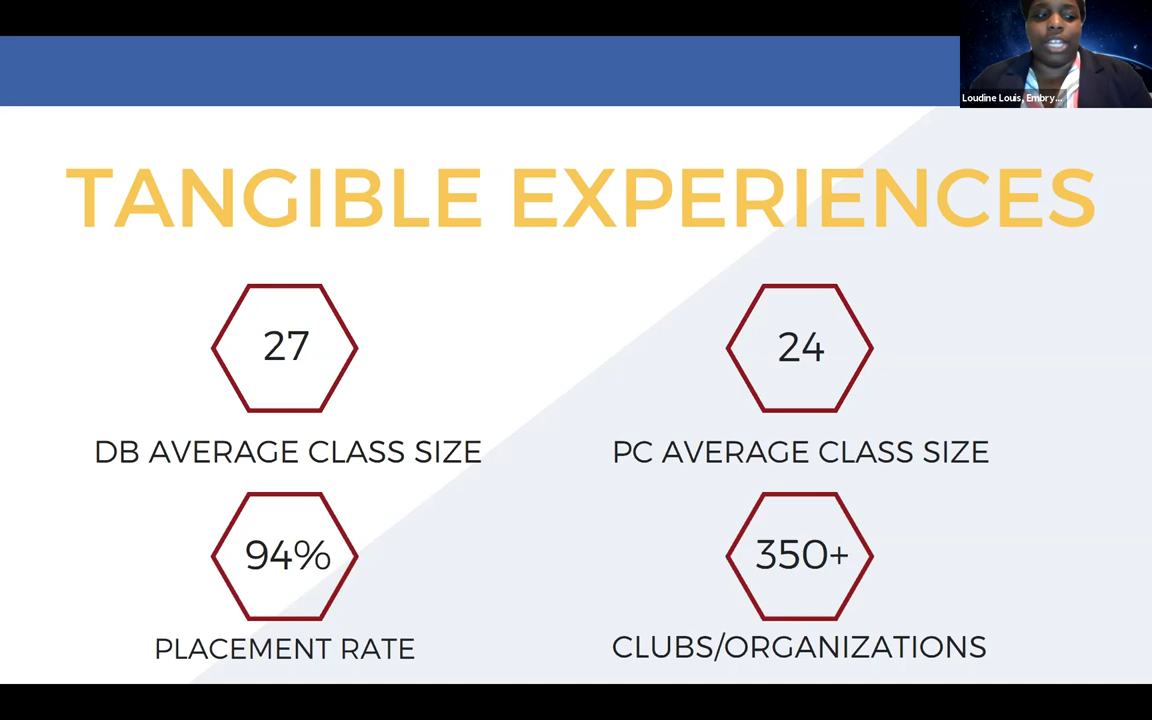 Loudine Louis, Embry...
TANGIBLE EXPERIENCES
27
24
DB AVERAGE CLASS SIZE
PC AVERAGE CLASS SIZE
94%
350+
PLACEMENT RATE
CLUBS/ORGANIZATIONS